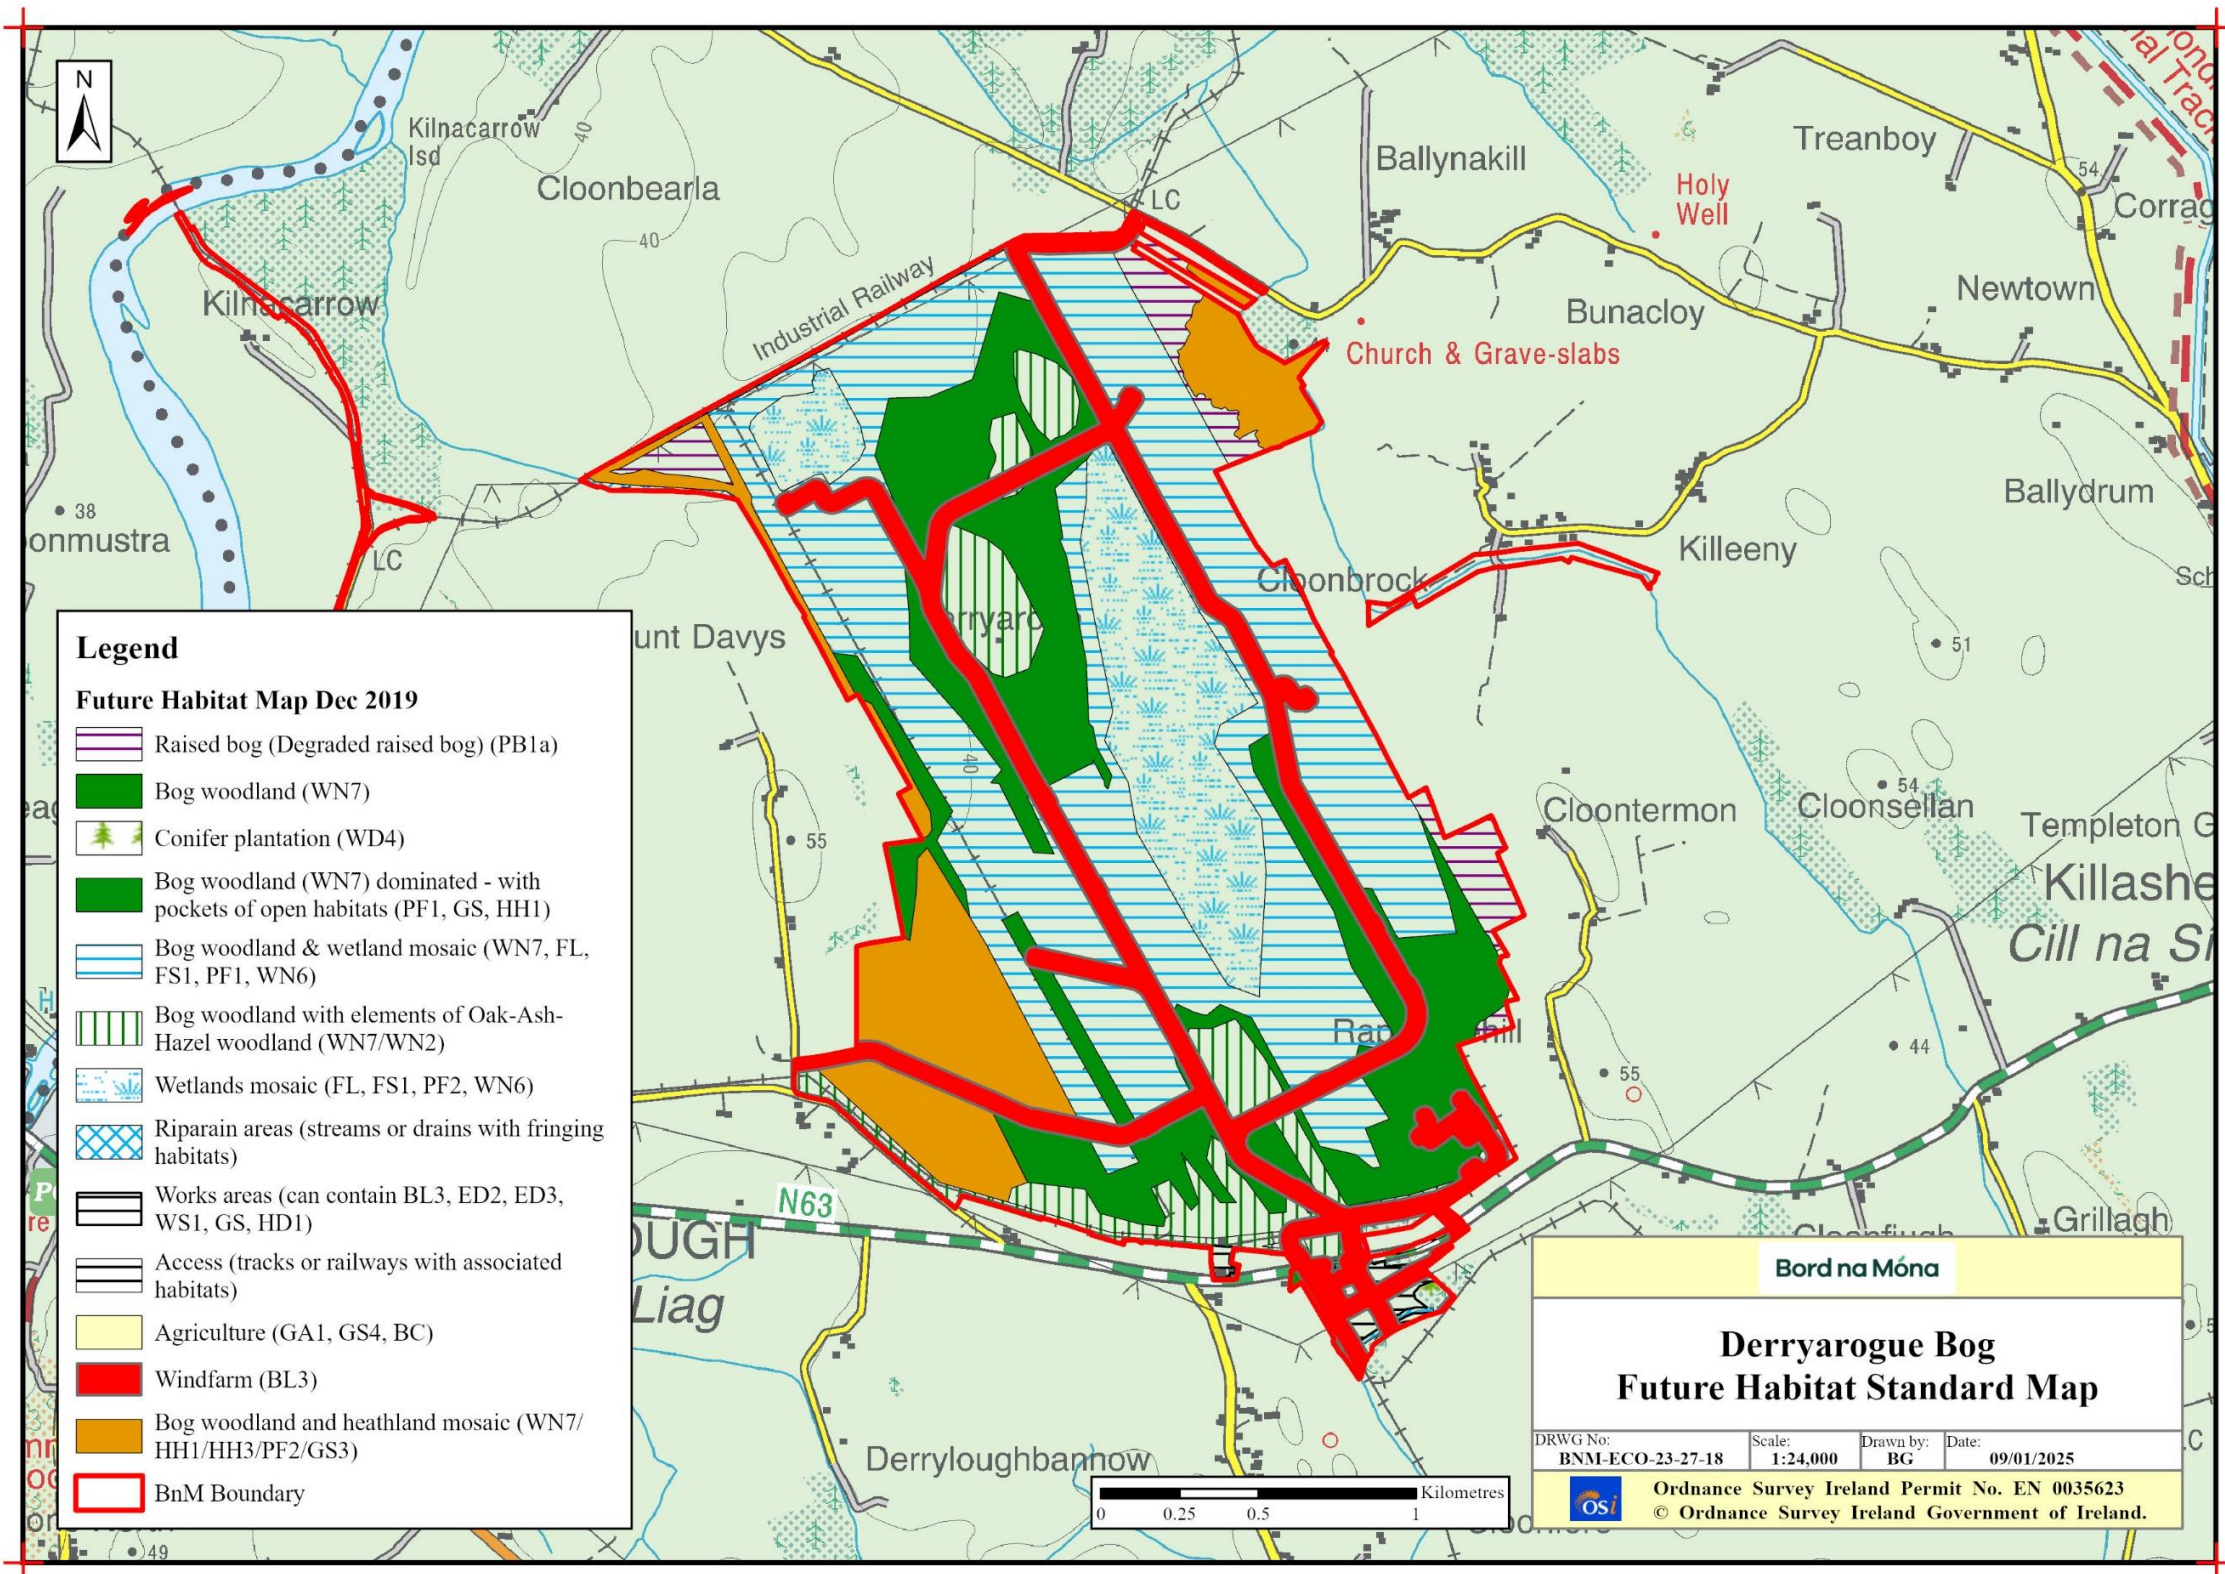 N
Kilnacarrow
Isd
40
Cloonbearla
40
Kilnacarrow
Industrial Railway
40
LC
Ballynakill
Holy
Well
Treanboy
54
Newtown
Bunacloy
Church & Grave-slabs
Ballydrum
38
onmustra
LC
Killeeny
Cloonbrock
51
unt Davys
40
55
Cloontermon
54
Cloonsellan
Templeton G
Killashe
Cill na Sí
44
55
N63
OUGH
Liag
Grillagh
Derryloughbannow
49
Legend
Future Habitat Map Dec 2019
Raised bog (Degraded raised bog) (PB1a)
Bog woodland (WN7)
Conifer plantation (WD4)
Bog woodland (WN7) dominated - with
pockets of open habitats (PF1, GS, HH1)
Bog woodland & wetland mosaic (WN7, FL,
FS1, PF1, WN6)
Bog woodland with elements of Oak-Ash-
Hazel woodland (WN7/WN2)
Wetlands mosaic (FL, FS1, PF2, WN6)
Riparain areas (streams or drains with fringing
habitats)
Works areas (can contain BL3, ED2, ED3,
WS1, GS, HD1)
Access (tracks or railways with associated
habitats)
Agriculture (GA1, GS4, BC)
Windfarm (BL3)
Bog woodland and heathland mosaic (WN7/
HH1/HH3/PF2/GS3)
BnM Boundary
Kilometres
0 0.25 0.5 1
Bord na Móna
Derryarogue Bog
Future Habitat Standard Map
DRWG No: BNM-ECO-23-27-18
Scale: 1:24,000
Drawn by: BG
Date: 09/01/2025
OSi
Ordnance Survey Ireland Permit No. EN 0035623
© Ordnance Survey Ireland Government of Ireland.